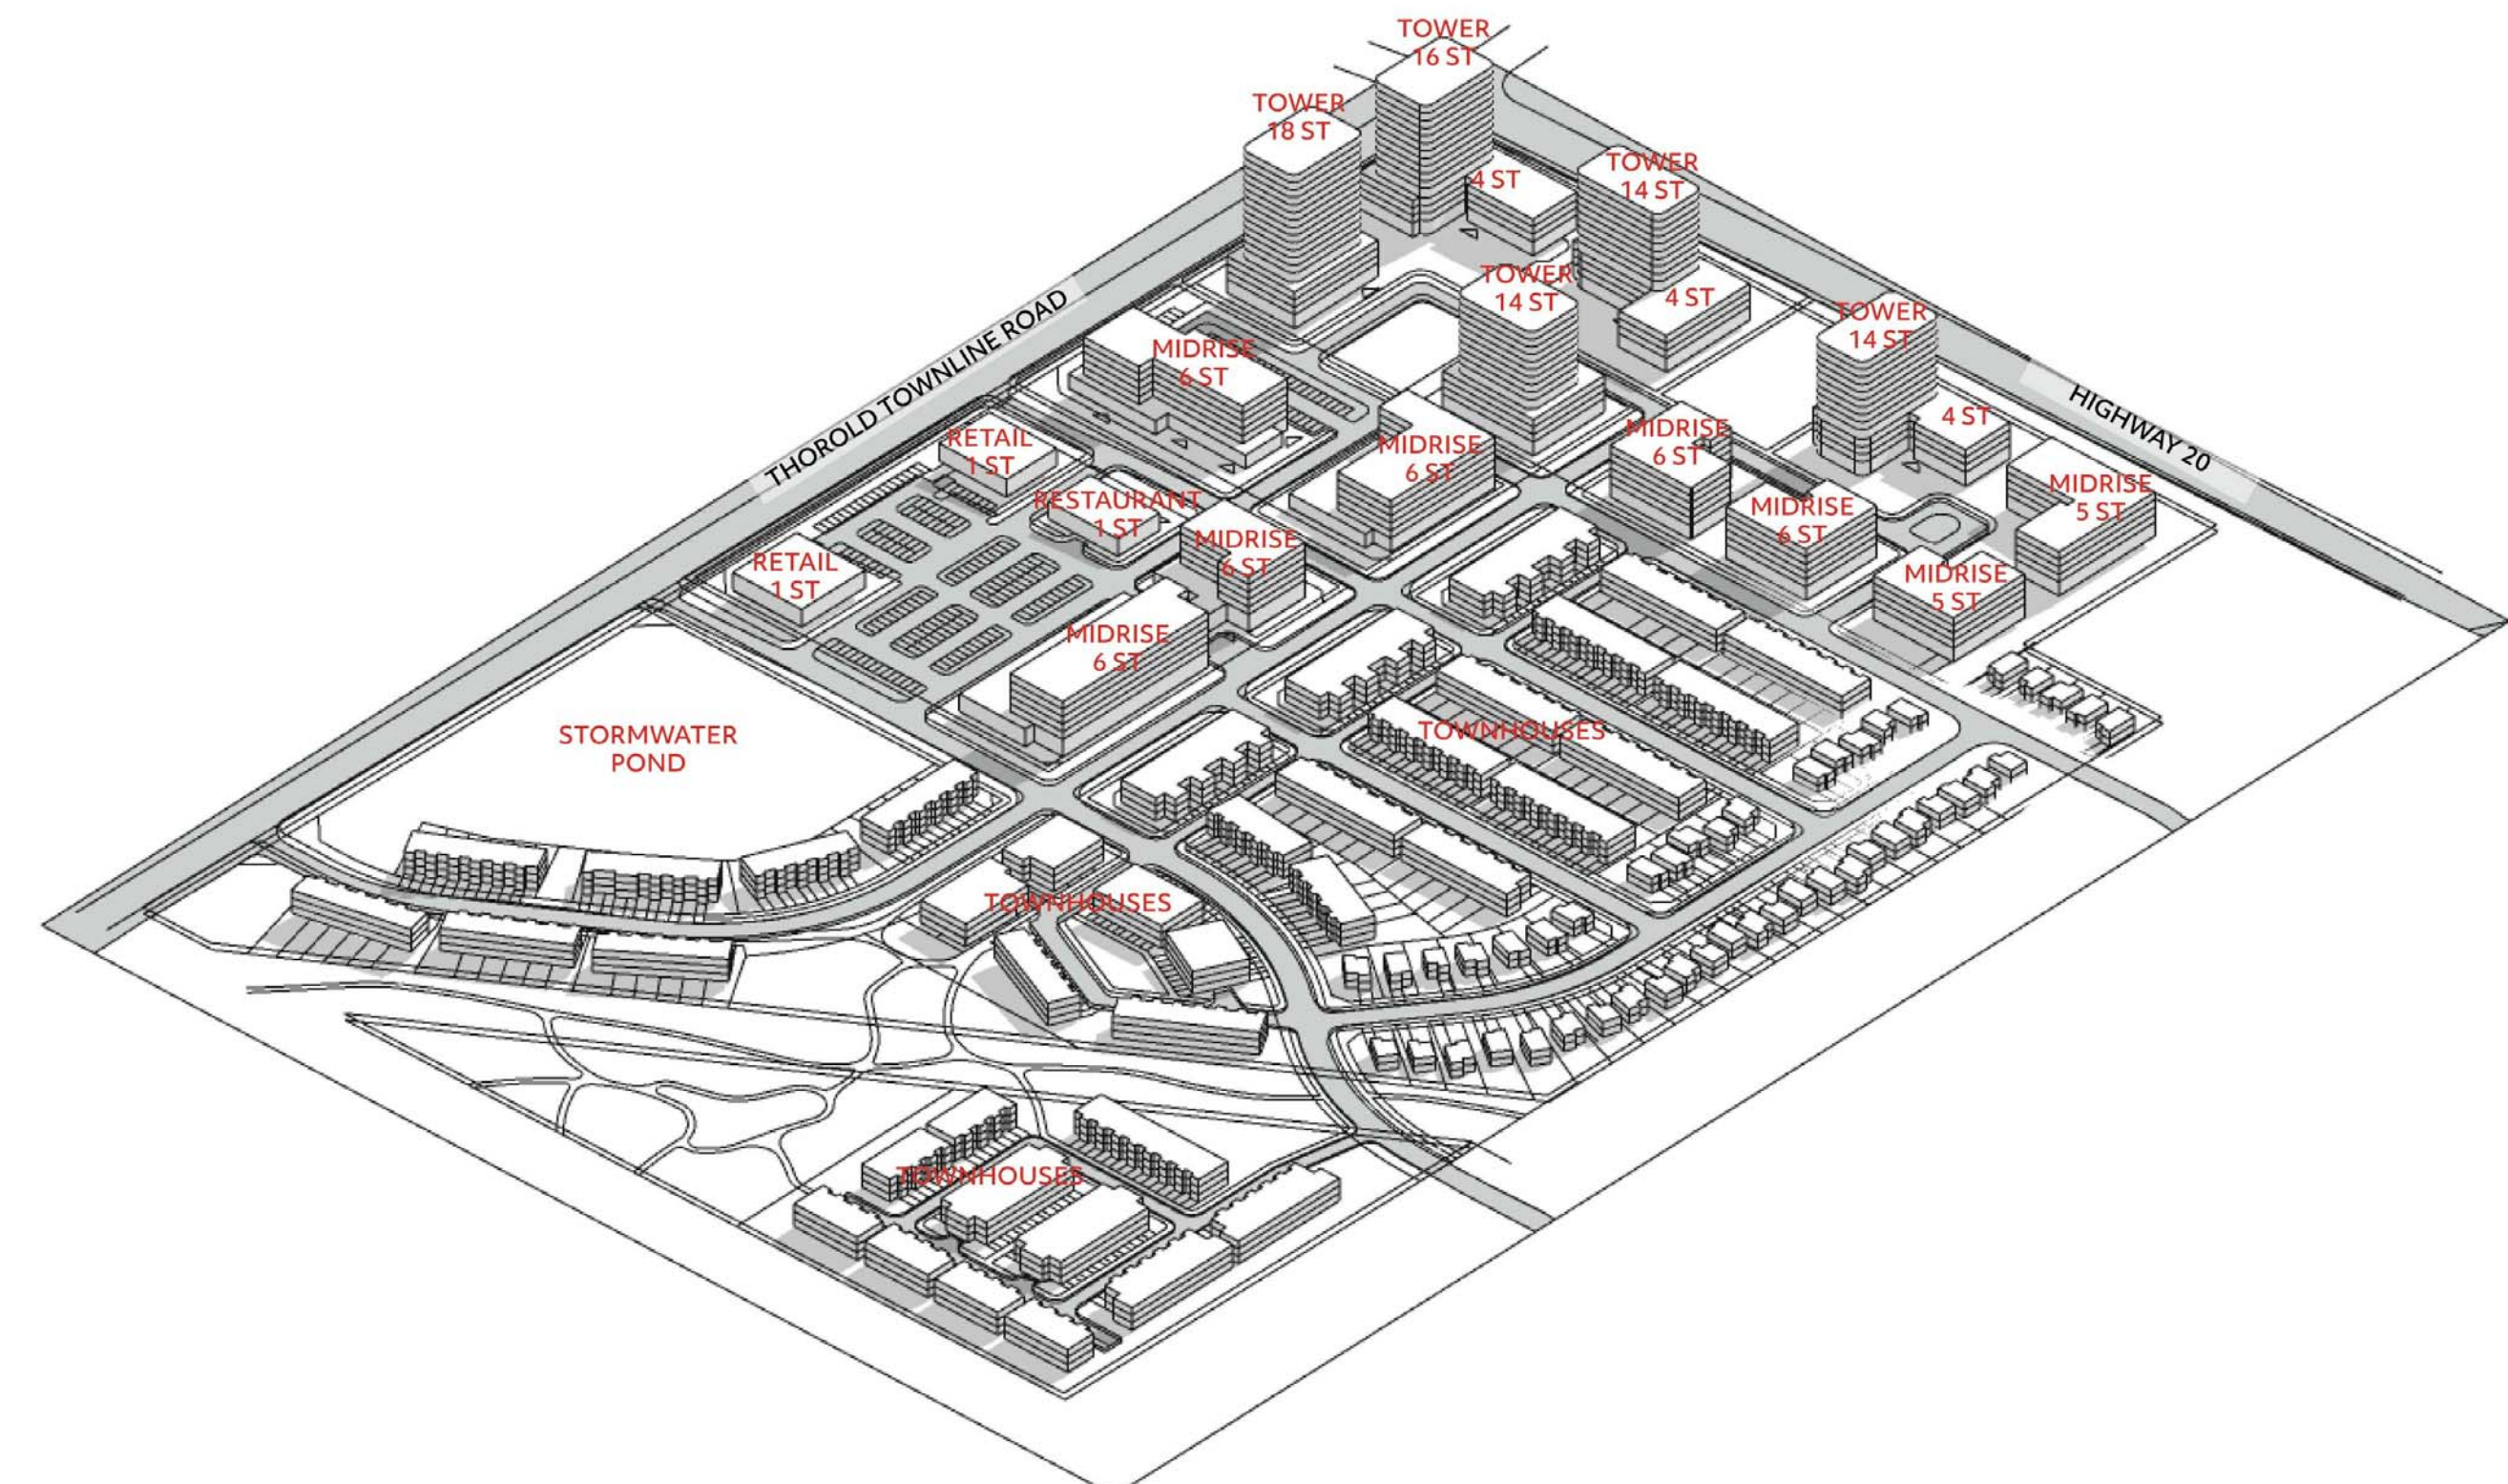 TOWER
16 ST
TOWER
18 ST
TOWER
14 ST
4 ST
TOWER
14 ST
4 ST
TOWER
14 ST
THOROLD TOWNLINE ROAD
HIGHWAY 20
MIDRISE
6 ST
4 ST
RETAIL
1 ST
MIDRISE
6 ST
MIDRISE
6 ST
MIDRISE
5 ST
RESTAURANT
1 ST
MIDRISE
6 ST
MIDRISE
6 ST
RETAIL
1 ST
MIDRISE
5 ST
MIDRISE
6 ST
STORMWATER
POND
TOWNHOUSES
TOWNHOUSES
TOWNHOUSES